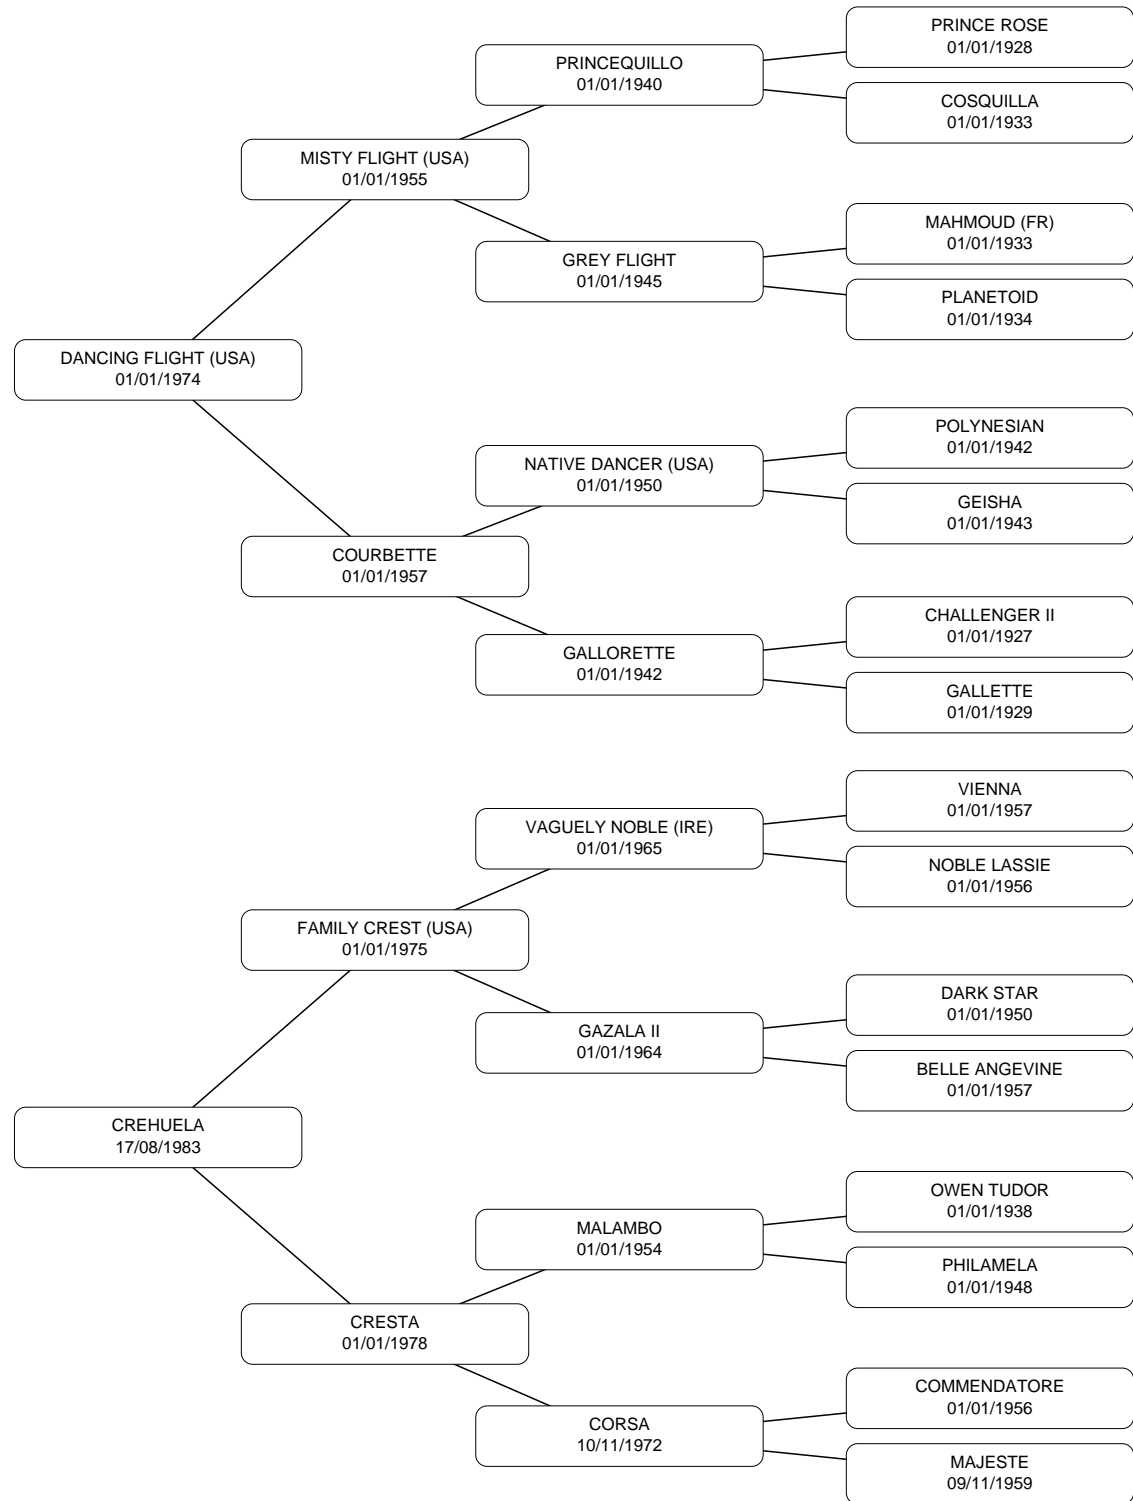 PRINCE ROSE
01/01/1928
PRINCEQUILLO
01/01/1940
COSQUILLA
01/01/1933
MISTY FLIGHT (USA)
01/01/1955
MAHMOUD (FR)
01/01/1933
GREY FLIGHT
01/01/1945
PLANETOID
01/01/1934
DANCING FLIGHT (USA)
01/01/1974
POLYNESIAN
01/01/1942
NATIVE DANCER (USA)
01/01/1950
GEISHA
01/01/1943
COURBETTE
01/01/1957
CHALLENGER II
01/01/1927
GALLORETTE
01/01/1942
GALLETTE
01/01/1929
VIENNA
01/01/1957
VAGUELY NOBLE (IRE)
01/01/1965
NOBLE LASSIE
01/01/1956
FAMILY CREST (USA)
01/01/1975
DARK STAR
01/01/1950
GAZALA II
01/01/1964
BELLE ANGEVINE
01/01/1957
CREHUELA
17/08/1983
OWEN TUDOR
01/01/1938
MALAMBO
01/01/1954
PHILAMELA
01/01/1948
CRESTA
01/01/1978
COMMENDATORE
01/01/1956
CORSA
10/11/1972
MAJESTE
09/11/1959